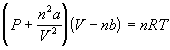 (P + n²a/V²)(V − nb) = nRT